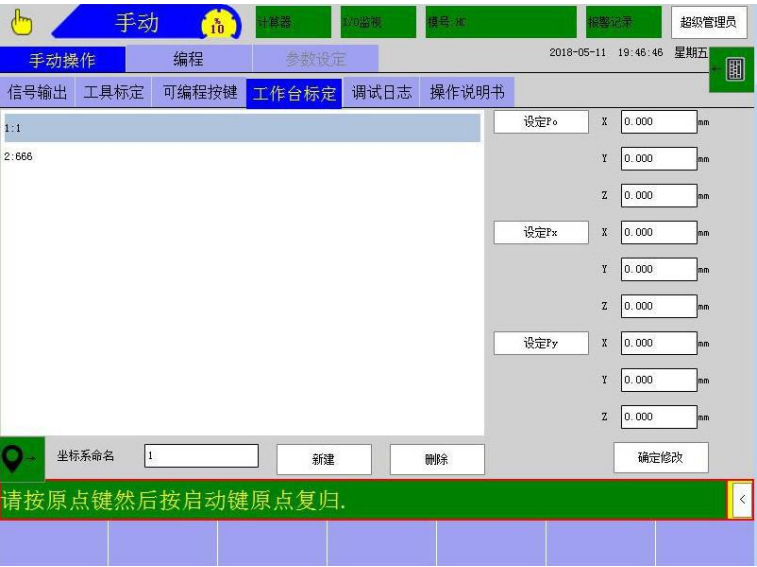 手动 % 10 计算器 I/O监视 模号:HC 报警记录 超级管理员
手动操作 编程 参数设定 2018-05-11 19:46:46 星期五
信号输出 工具标定 可编程按键 工作台标定 调试日志 操作说明书
1:1
2:666
设定Po X 0.000 mm
Y 0.000 mm
Z 0.000 mm
设定Px X 0.000 mm
Y 0.000 mm
Z 0.000 mm
设定Py X 0.000 mm
Y 0.000 mm
Z 0.000 mm
坐标系命名 1 新建 删除 确定修改
请按原点键然后按启动键原点复归.